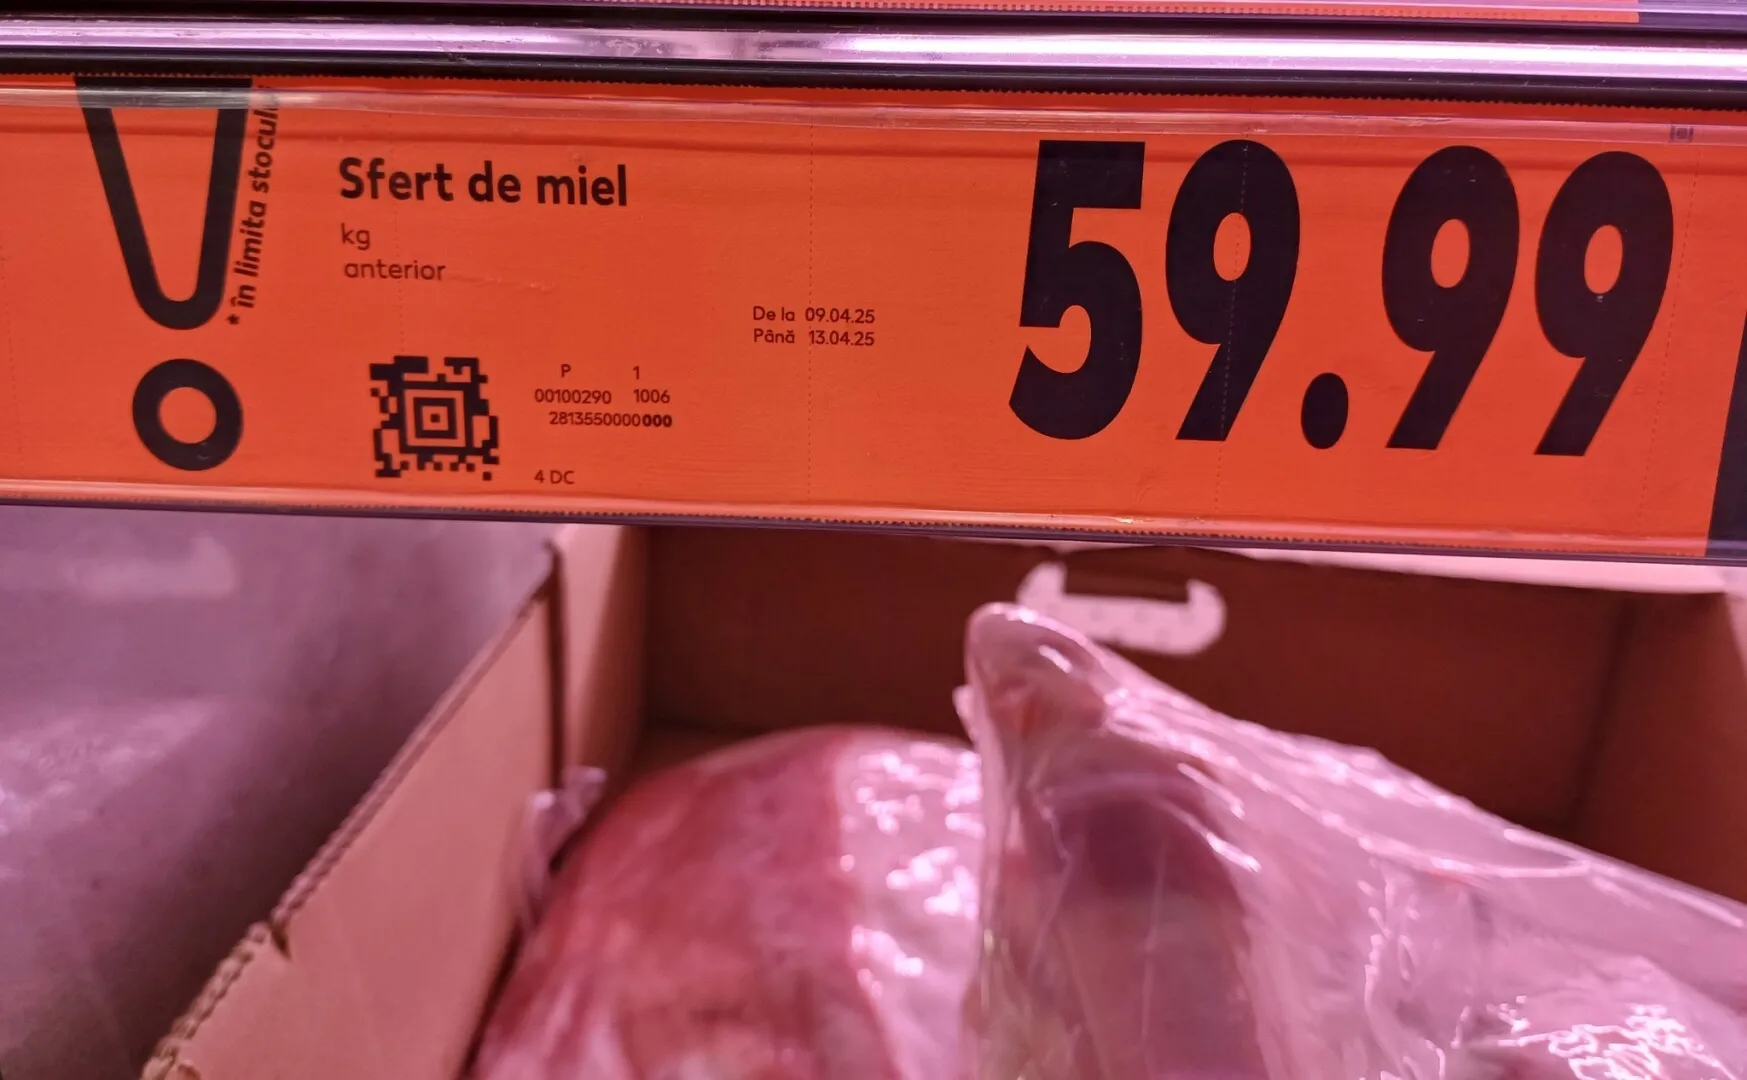 * în limita stocului
Sfert de miel
kg
anterior
De la 09.04.25
Până 13.04.25
P 1
00100290 1006
2813550000000
4 DC
59.99